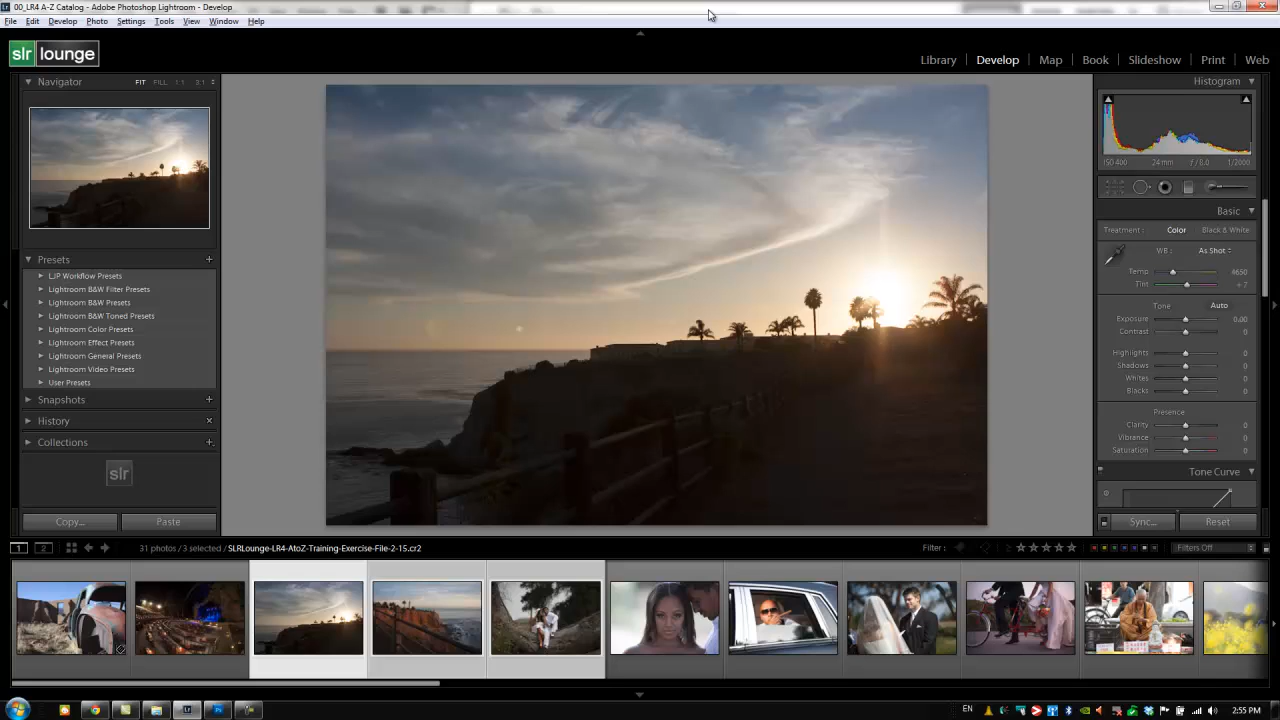 00_LR4 A-Z Catalog - Adobe Photoshop Lightroom - Develop
File Edit Develop Photo Settings Tools View Window Help
slr lounge
Library Develop Map Book Slideshow Print Web
Navigator FIT FILL 1:1 3:1
Histogram
ISO 400 24mm f / 8.0 1/2000
Basic
Treatment : Color Black & White
WB : As Shot
Temp 4650
Tint + 7
Tone Auto
Exposure 0.00
Contrast 0
Highlights 0
Shadows 0
Whites 0
Blacks 0
Presence
Clarity 0
Vibrance 0
Saturation 0
Tone Curve
Sync... Reset
Presets
LJP Workflow Presets
Lightroom B&W Filter Presets
Lightroom B&W Presets
Lightroom B&W Toned Presets
Lightroom Color Presets
Lightroom Effect Presets
Lightroom General Presets
Lightroom Video Presets
User Presets
Snapshots
History
Collections
slr
Copy... Paste
1 2 31 photos / 3 selected / SLRLounge-LR4-AtoZ-Training-Exercise-File-2-15.cr2 Filter : Filters Off
EN 2:55 PM